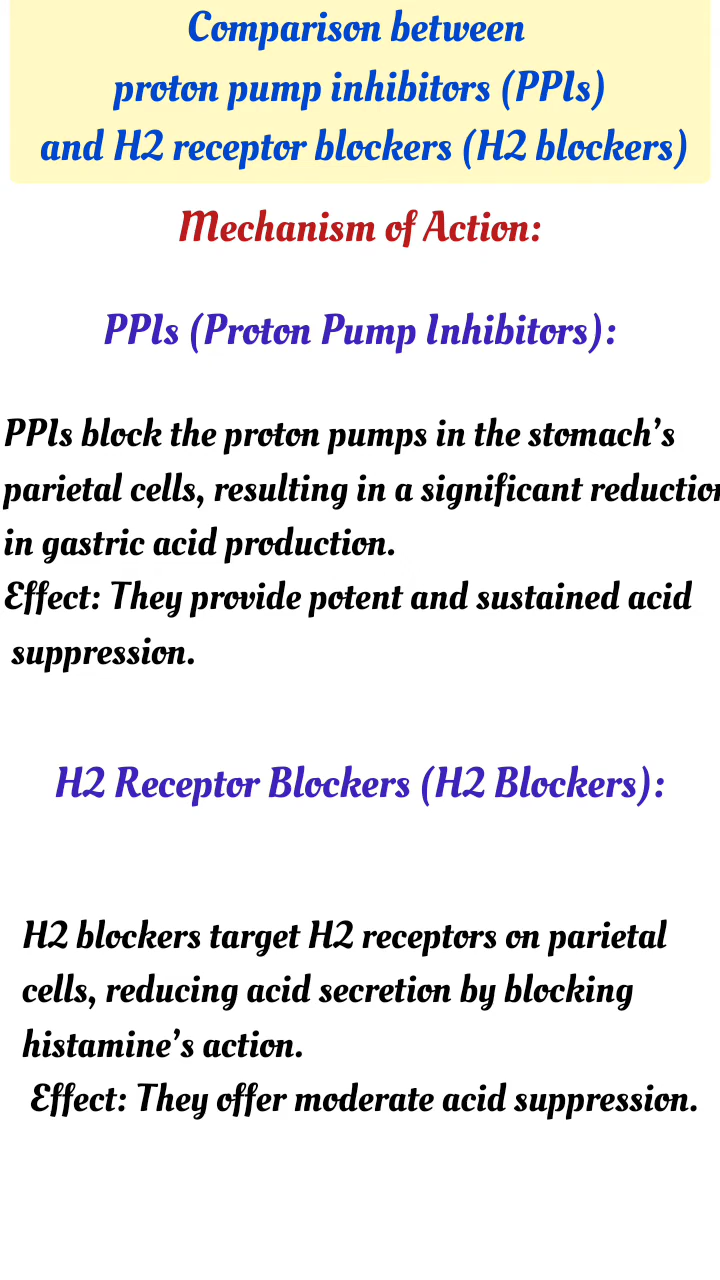 Comparison between
proton pump inhibitors (PPIs)
and H2 receptor blockers (H2 blockers)
Mechanism of Action:
PPIs (Proton Pump Inhibitors):
PPIs block the proton pumps in the stomach's
parietal cells, resulting in a significant reduction
in gastric acid production.
Effect: They provide potent and sustained acid
suppression.
H2 Receptor Blockers (H2 Blockers):
H2 blockers target H2 receptors on parietal
cells, reducing acid secretion by blocking
histamine's action.
Effect: They offer moderate acid suppression.